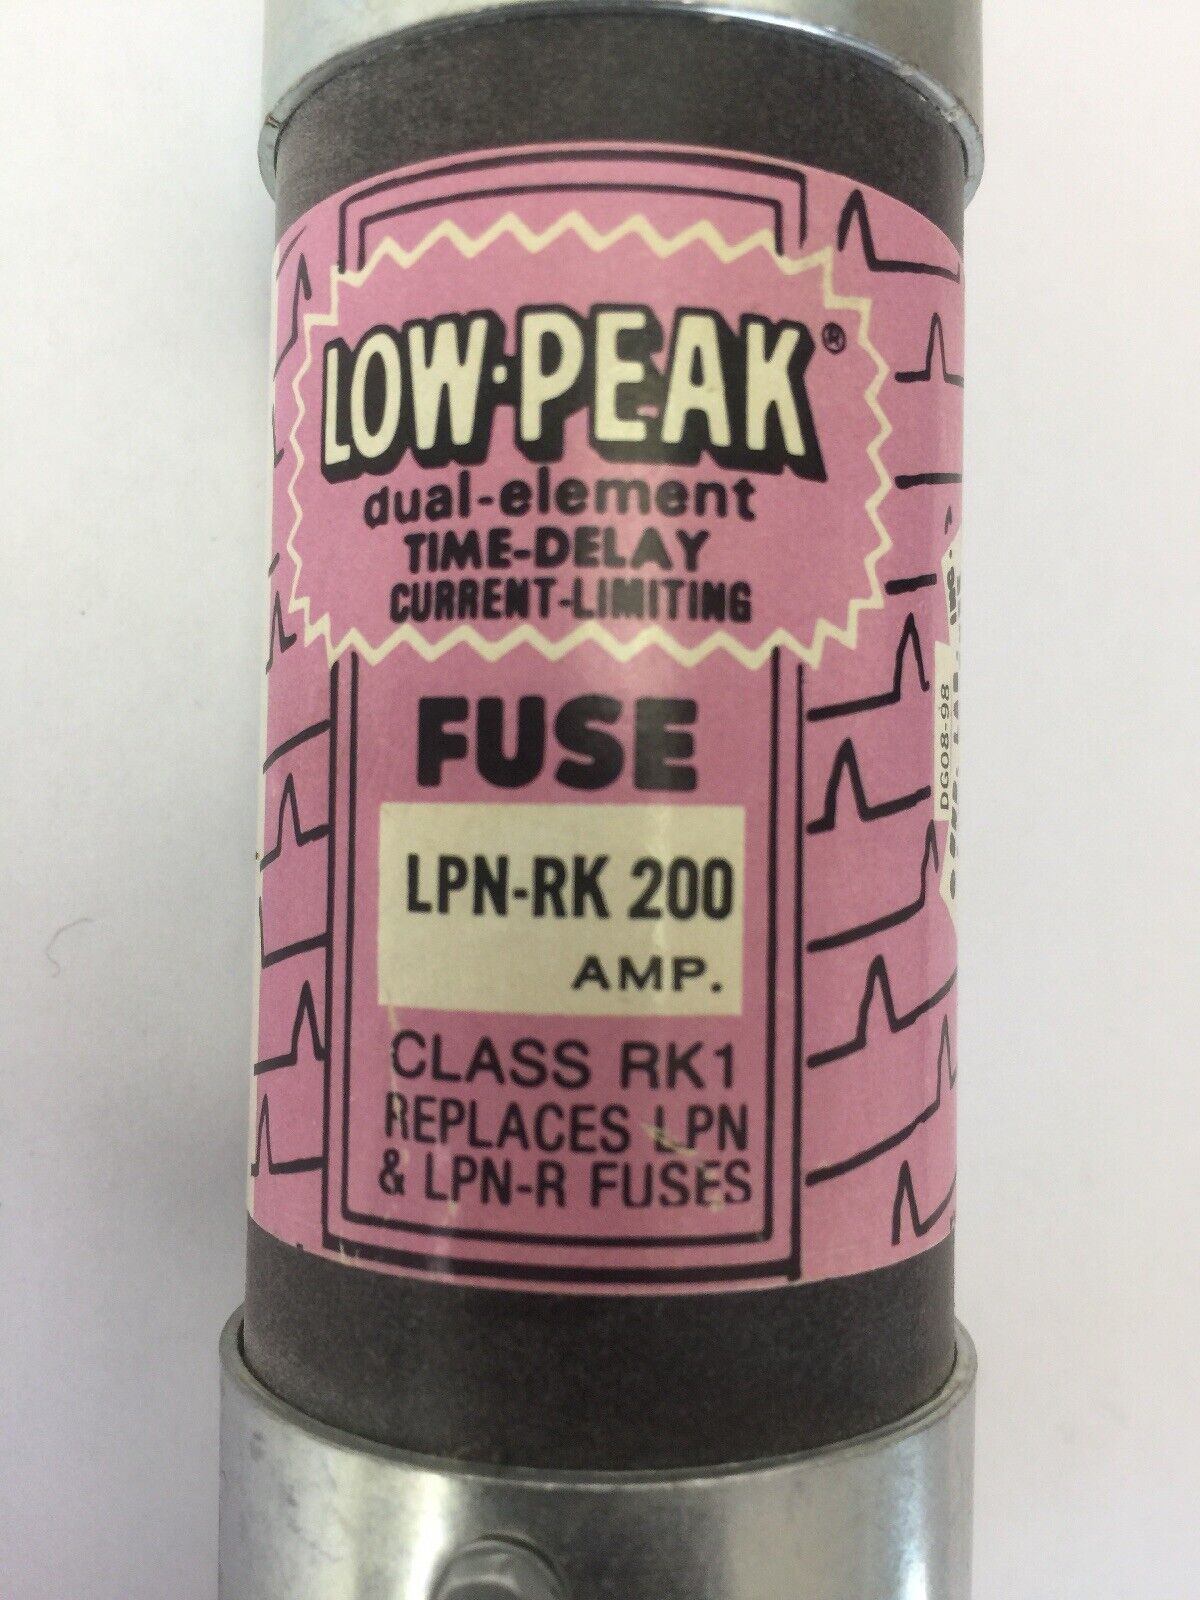 LOW·PEAK®
dual-element
TIME-DELAY
CURRENT-LIMITING
FUSE
LPN-RK 200
AMP.
CLASS RK1
REPLACES LPN
& LPN-R FUSES
DG08-98